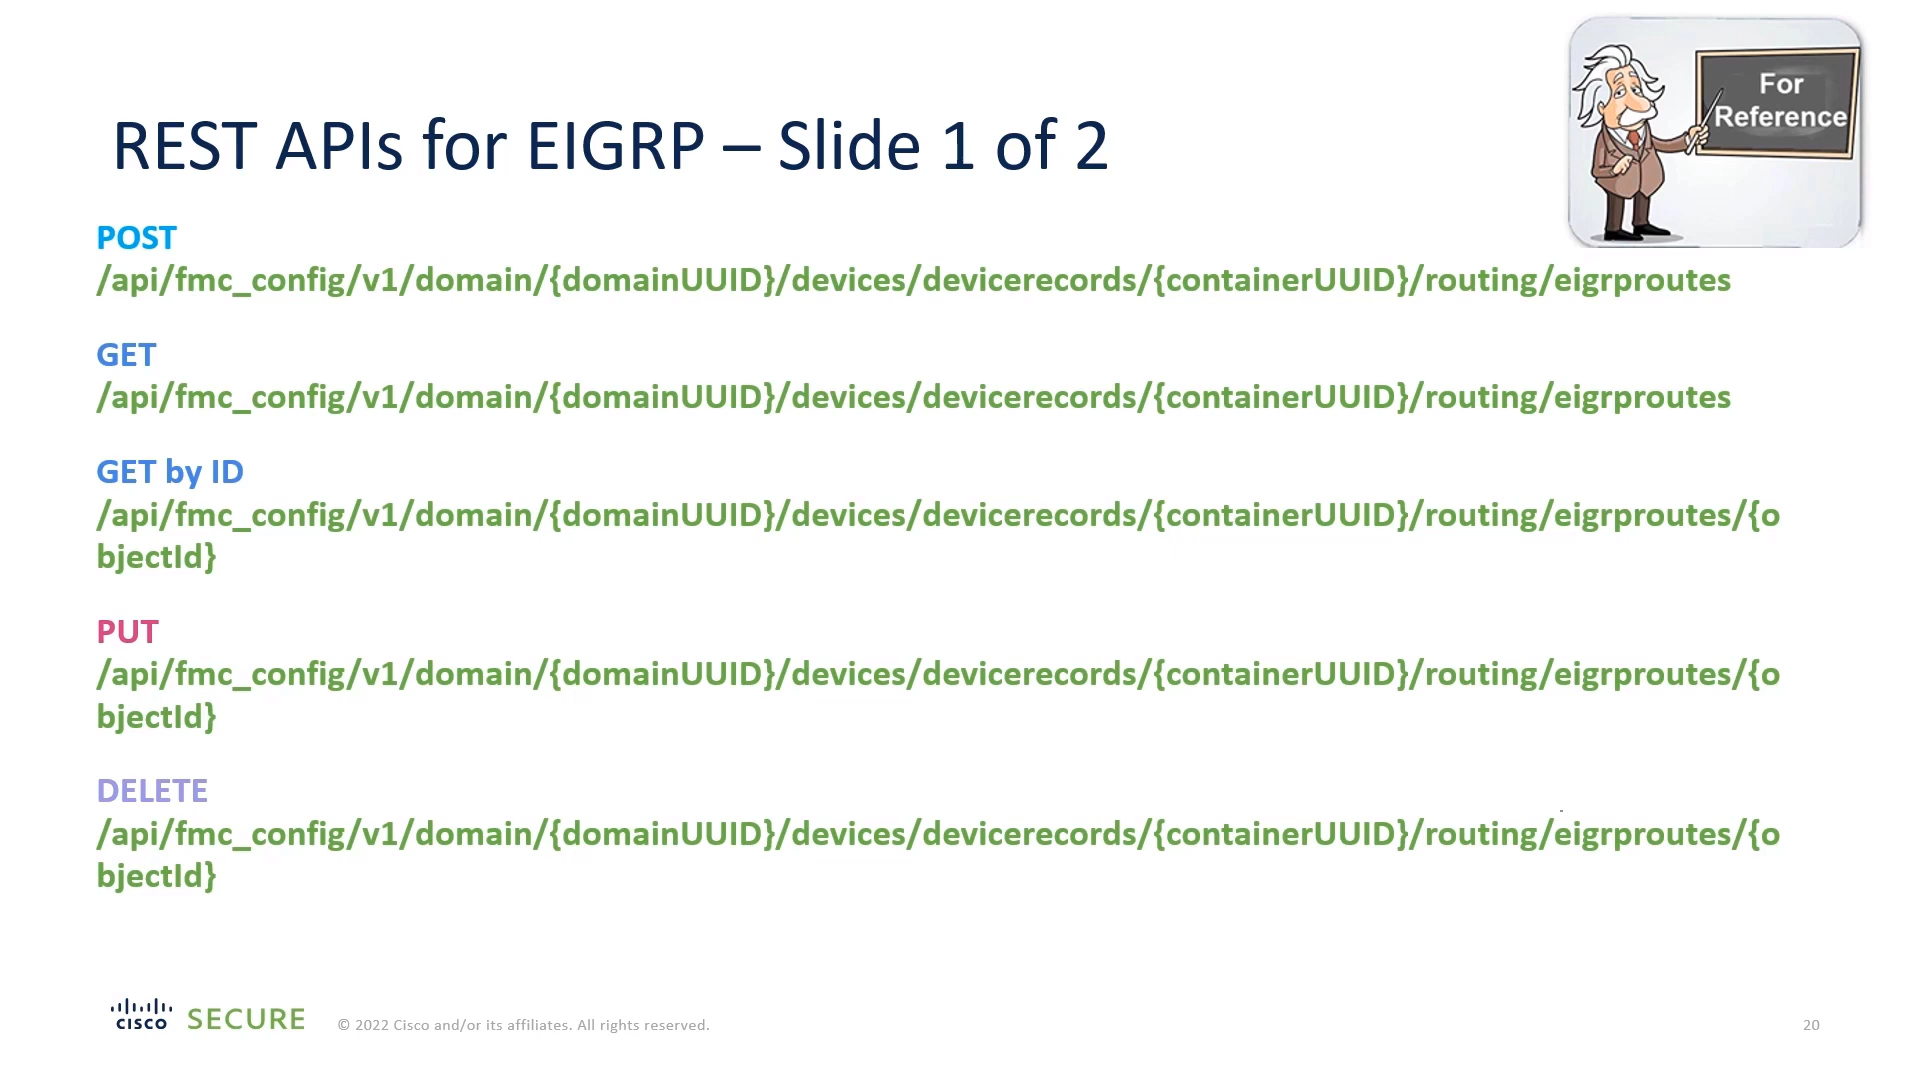 For
Reference
REST APIs for EIGRP – Slide 1 of 2
POST
/api/fmc_config/v1/domain/{domainUUID}/devices/devicerecords/{containerUUID}/routing/eigrproutes
GET
/api/fmc_config/v1/domain/{domainUUID}/devices/devicerecords/{containerUUID}/routing/eigrproutes
GET by ID
/api/fmc_config/v1/domain/{domainUUID}/devices/devicerecords/{containerUUID}/routing/eigrproutes/{o
bjectId}
PUT
/api/fmc_config/v1/domain/{domainUUID}/devices/devicerecords/{containerUUID}/routing/eigrproutes/{o
bjectId}
DELETE
/api/fmc_config/v1/domain/{domainUUID}/devices/devicerecords/{containerUUID}/routing/eigrproutes/{o
bjectId}
CISCO SECURE © 2022 Cisco and/or its affiliates. All rights reserved. 20